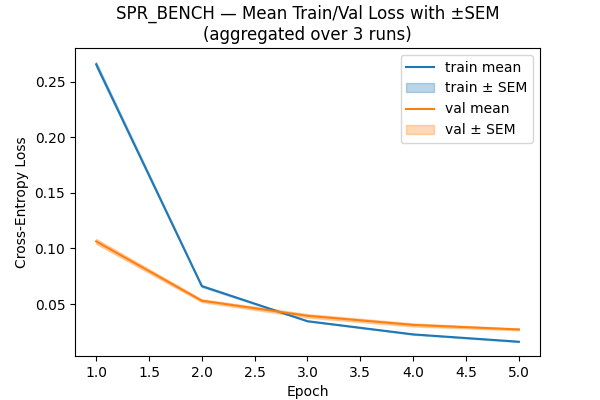 SPR_BENCH — Mean Train/Val Loss with ±SEM
(aggregated over 3 runs)
train mean
train ± SEM
val mean
val ± SEM
Cross-Entropy Loss
0.25
0.20
0.15
0.10
0.05
1.0 1.5 2.0 2.5 3.0 3.5 4.0 4.5 5.0
Epoch